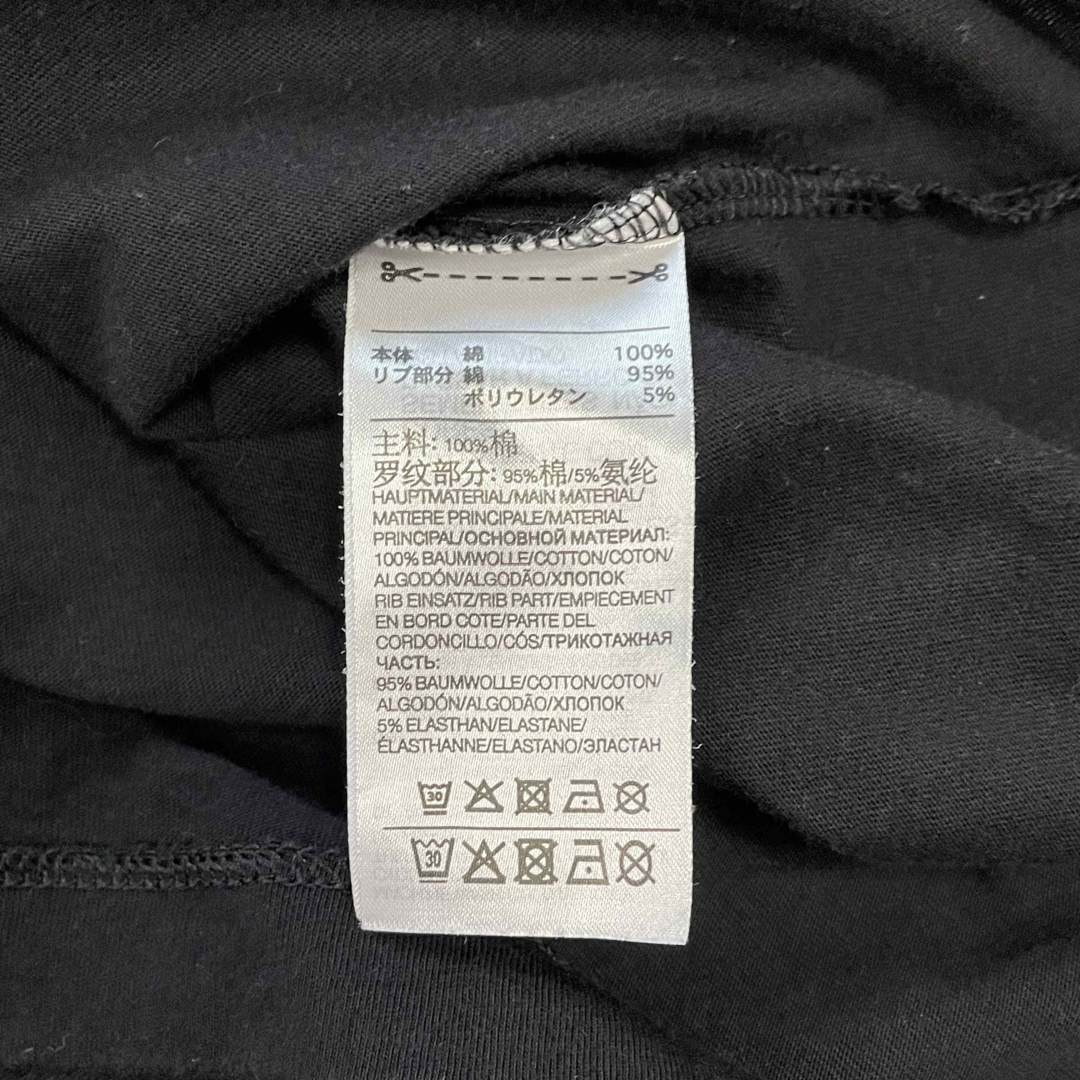 本体 綿 100%
リブ部分 綿 95%
ポリウレタン 5%
主料: 100%棉
罗纹部分: 95%棉/5%氨纶
HAUPTMATERIAL/MAIN MATERIAL/
MATIERE PRINCIPALE/MATERIAL
PRINCIPAL/ОСНОВНОЙ МАТЕРИАЛ:
100% BAUMWOLLE/COTTON/COTON/
ALGODÓN/ALGODÃO/ХЛОПОК
RIB EINSATZ/RIB PART/EMPIECEMENT
EN BORD COTE/PARTE DEL
CORDONCILLO/CÓS/ТРИКОТАЖНАЯ
ЧАСТЬ:
95% BAUMWOLLE/COTTON/COTON/
ALGODÓN/ALGODÃO/ХЛОПОК
5% ELASTHAN/ELASTANE/
ÉLASTHANNE/ELASTANO/ЭЛАСТАН
30
30